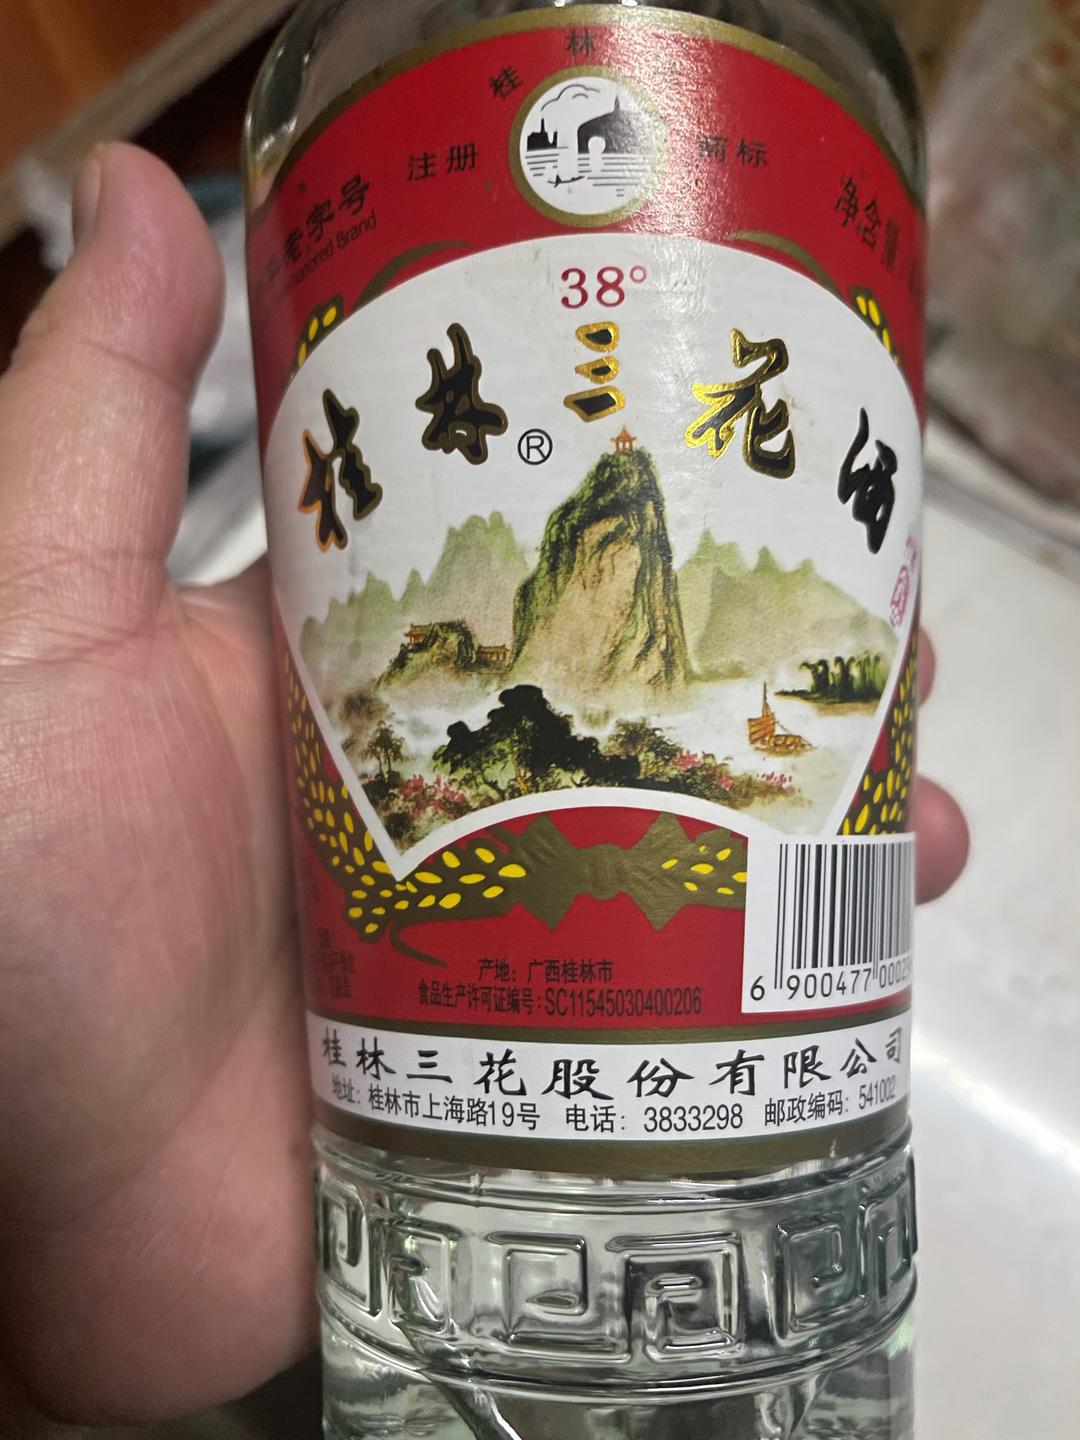 桂林
注册 商标
老字号
净含量:
38°
桂林三花酒
®
产地：广西桂林市
食品生产许可证编号:SC11545030400206
6 900477 0002
桂林三花股份有限公司
地址：桂林市上海路19号 电话：3833298 邮政编码：541002